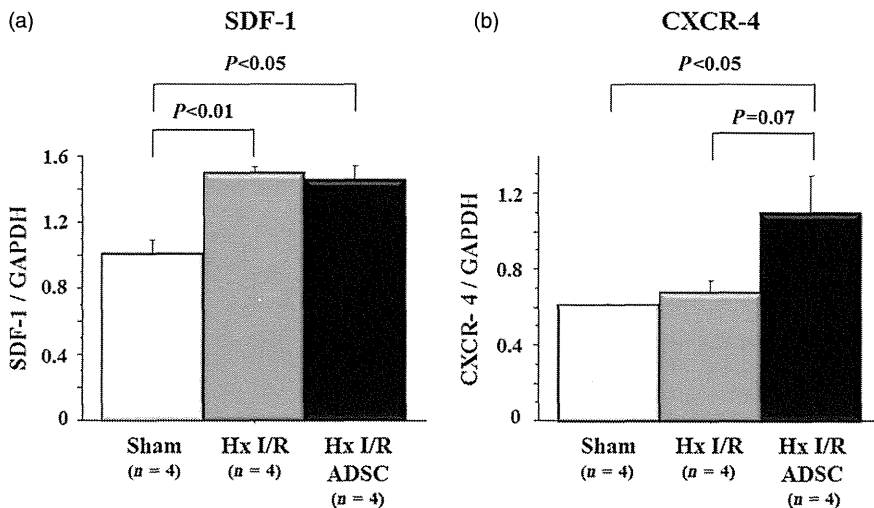 (a)
SDF-1
P<0.05
P<0.01
SDF-1 / GAPDH
1.6
1.2
0.8
0.4
0
Sham
(n = 4)
Hx I/R
(n = 4)
Hx I/R
ADSC
(n = 4)
(b)
CXCR-4
P<0.05
P=0.07
CXCR- 4 / GAPDH
1.2
0.8
0.4
0
Sham
(n = 4)
Hx I/R
(n = 4)
Hx I/R
ADSC
(n = 4)